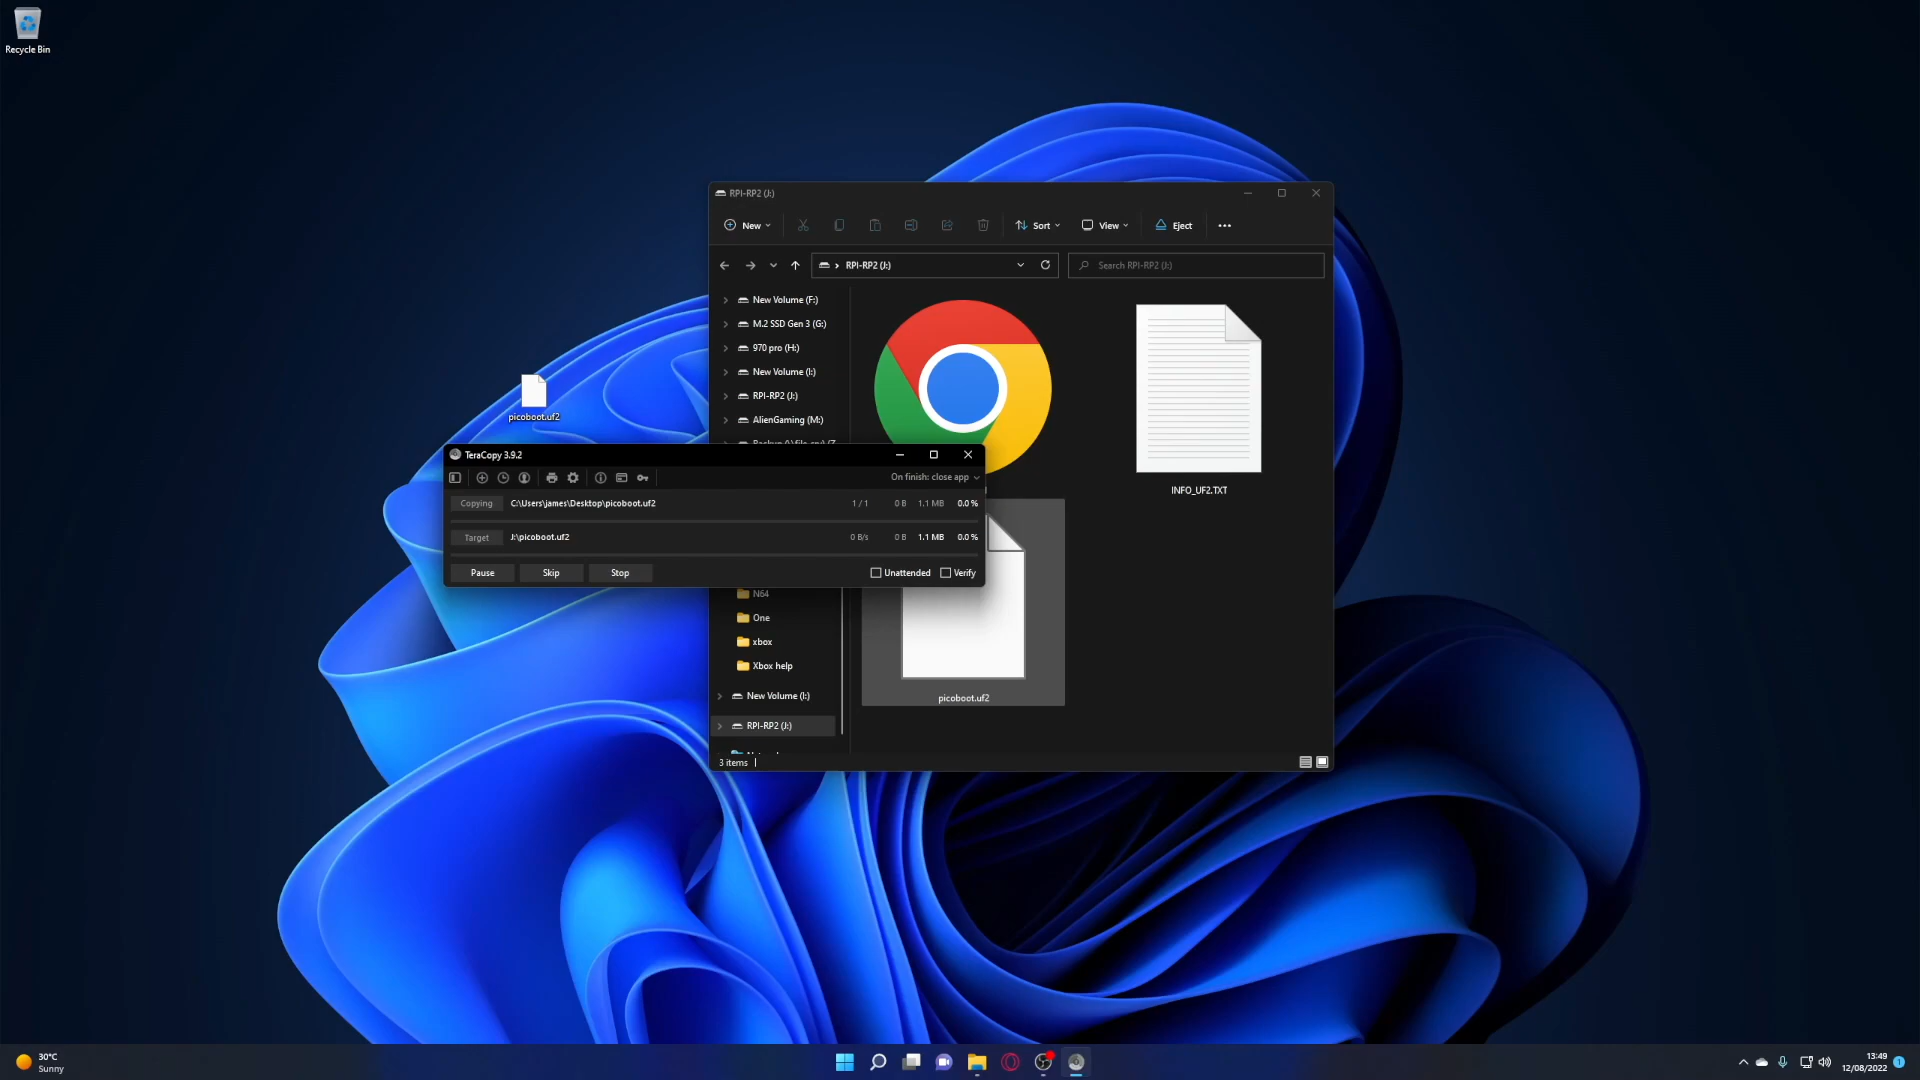 Recycle Bin
picoboot.uf2
RPI-RP2 (J:)
New
Sort
View
Eject
RPI-RP2 (J:)
Search RPI-RP2 (J:)
New Volume (F:)
M.2 SSD Gen 3 (G:)
970 pro (H:)
New Volume (I:)
RPI-RP2 (J:)
AlienGaming (M:)
INFO_UF2.TXT
TeraCopy 3.9.2
On finish: close app
Copying C:\Users\james\Desktop\picoboot.uf2 1 / 1 0 B 1.1 MB 0.0 %
Target J:\picoboot.uf2 0 B/s 0 B 1.1 MB 0.0 %
Pause Skip Stop Unattended Verify
N64
One
xbox
Xbox help
New Volume (I:)
RPI-RP2 (J:)
picoboot.uf2
3 items
30°C
Sunny
13:49
12/08/2022
1